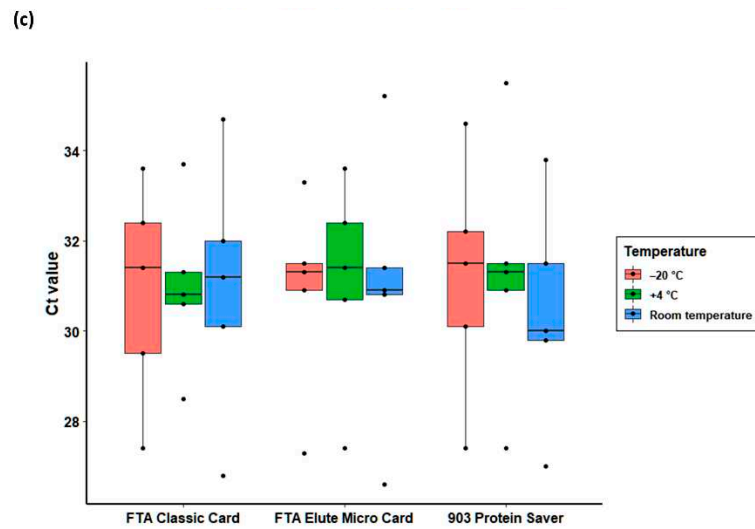 (c)
Ct value
34
32
30
28
FTA Classic Card
FTA Elute Micro Card
903 Protein Saver
Temperature
–20 °C
+4 °C
Room temperature